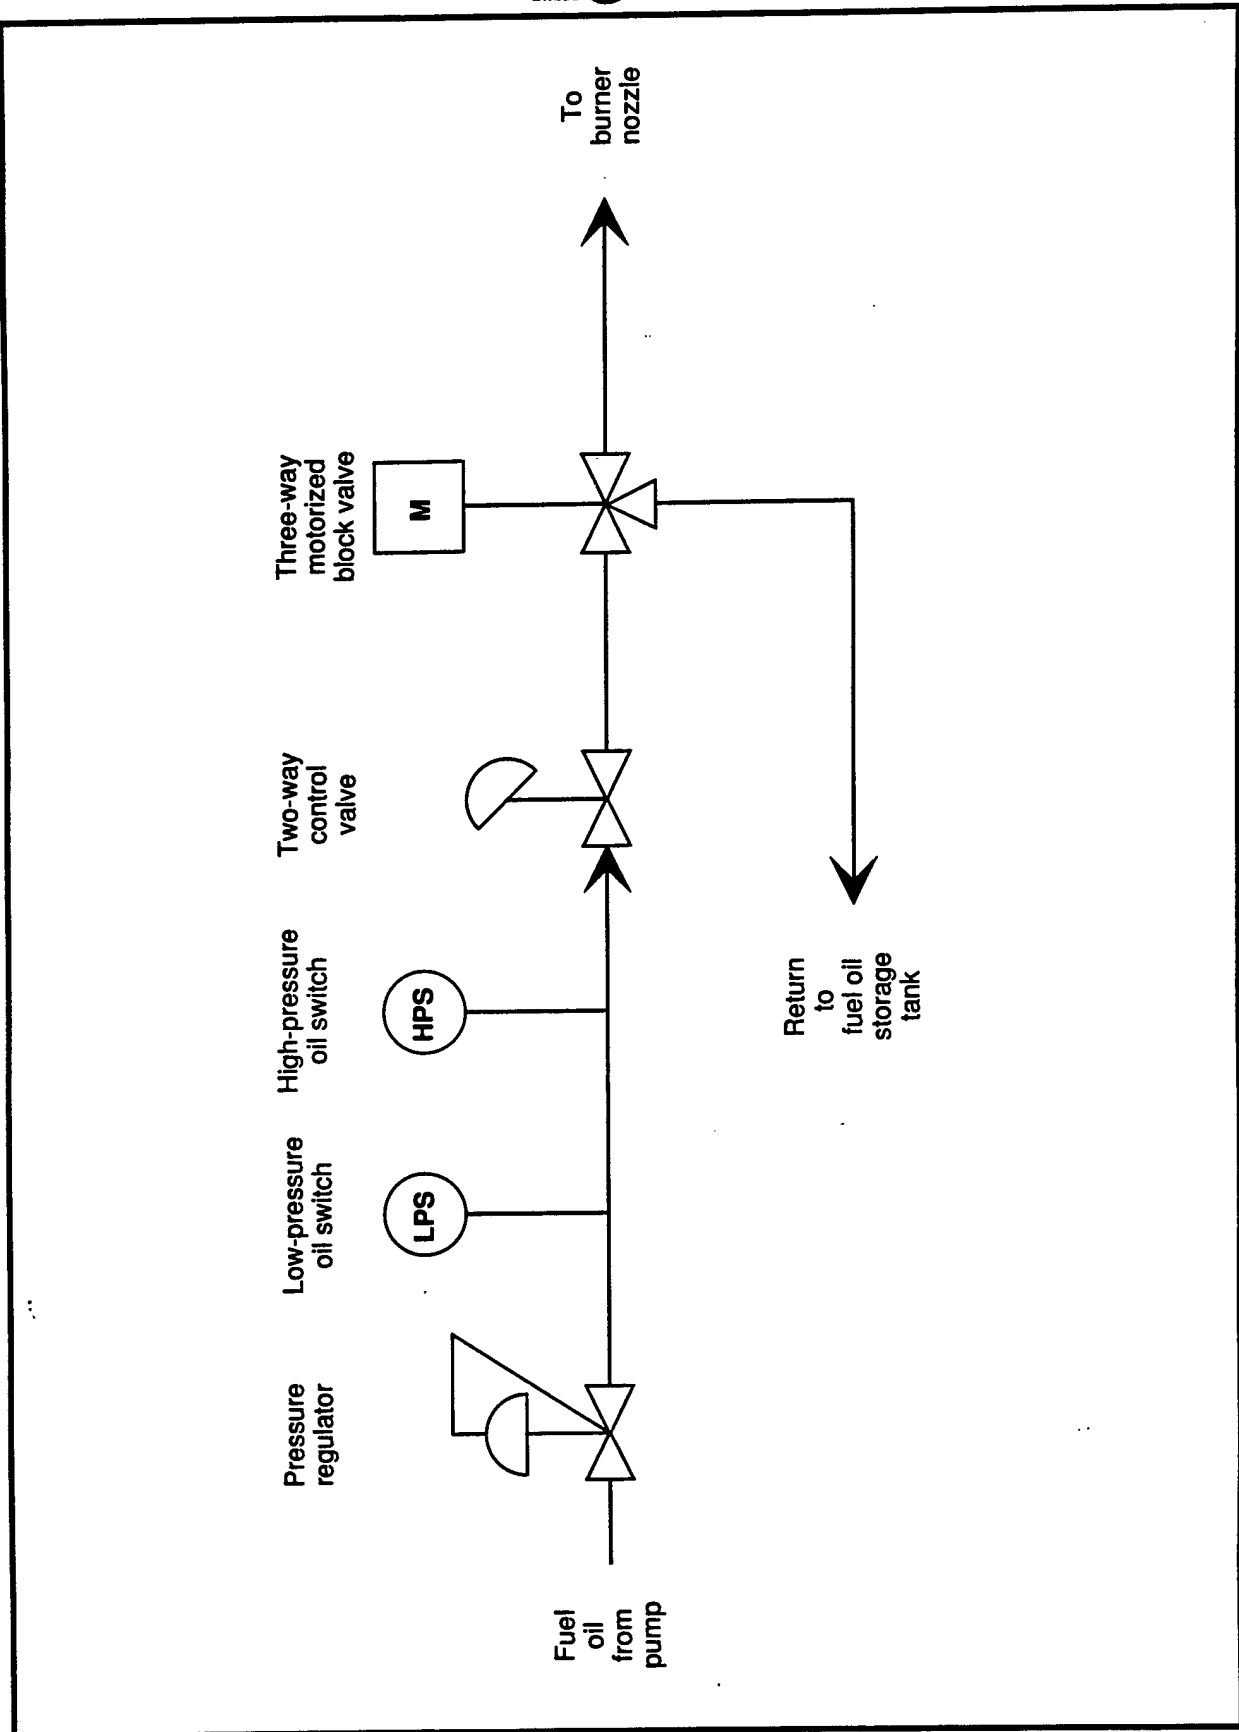 Fuel
oil
from
pump
Pressure
regulator
Low-pressure
oil switch
LPS
High-pressure
oil switch
HPS
Two-way
control
valve
Three-way
motorized
block valve
M
To
burner
nozzle
Return
to
fuel oil
storage
tank